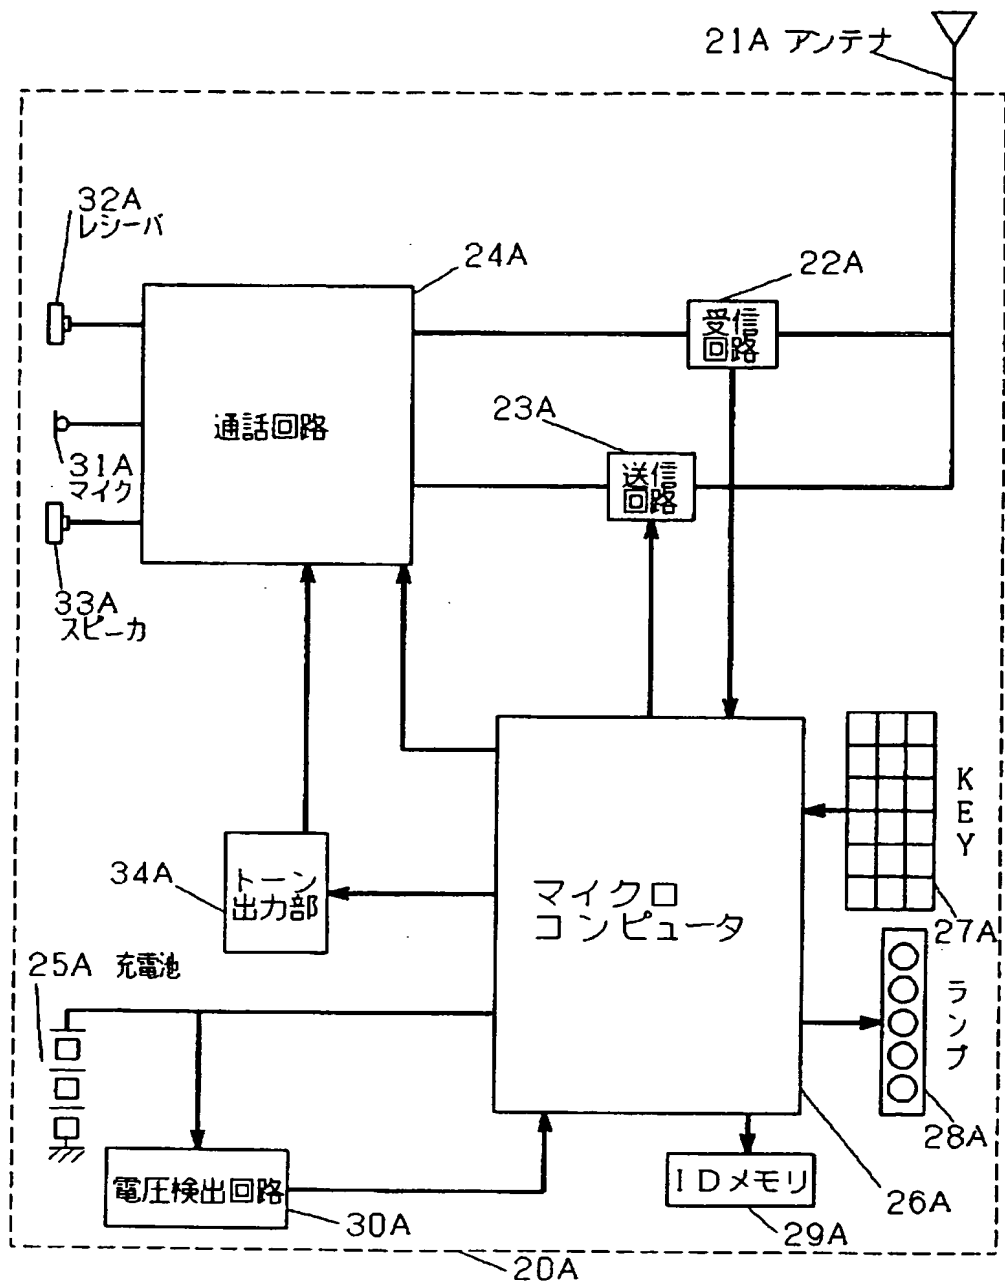 21A アンテナ
32A
レシーバ
24A
22A
受信
回路
23A
通話回路
送信
回路
31A
マイク
33A
スピーカ
KEY
34A
トーン
出力部
マイクロ
コンピュータ
27A
25A 充電池
ランプ
28A
電圧検出回路
IDメモリ
26A
30A
29A
20A